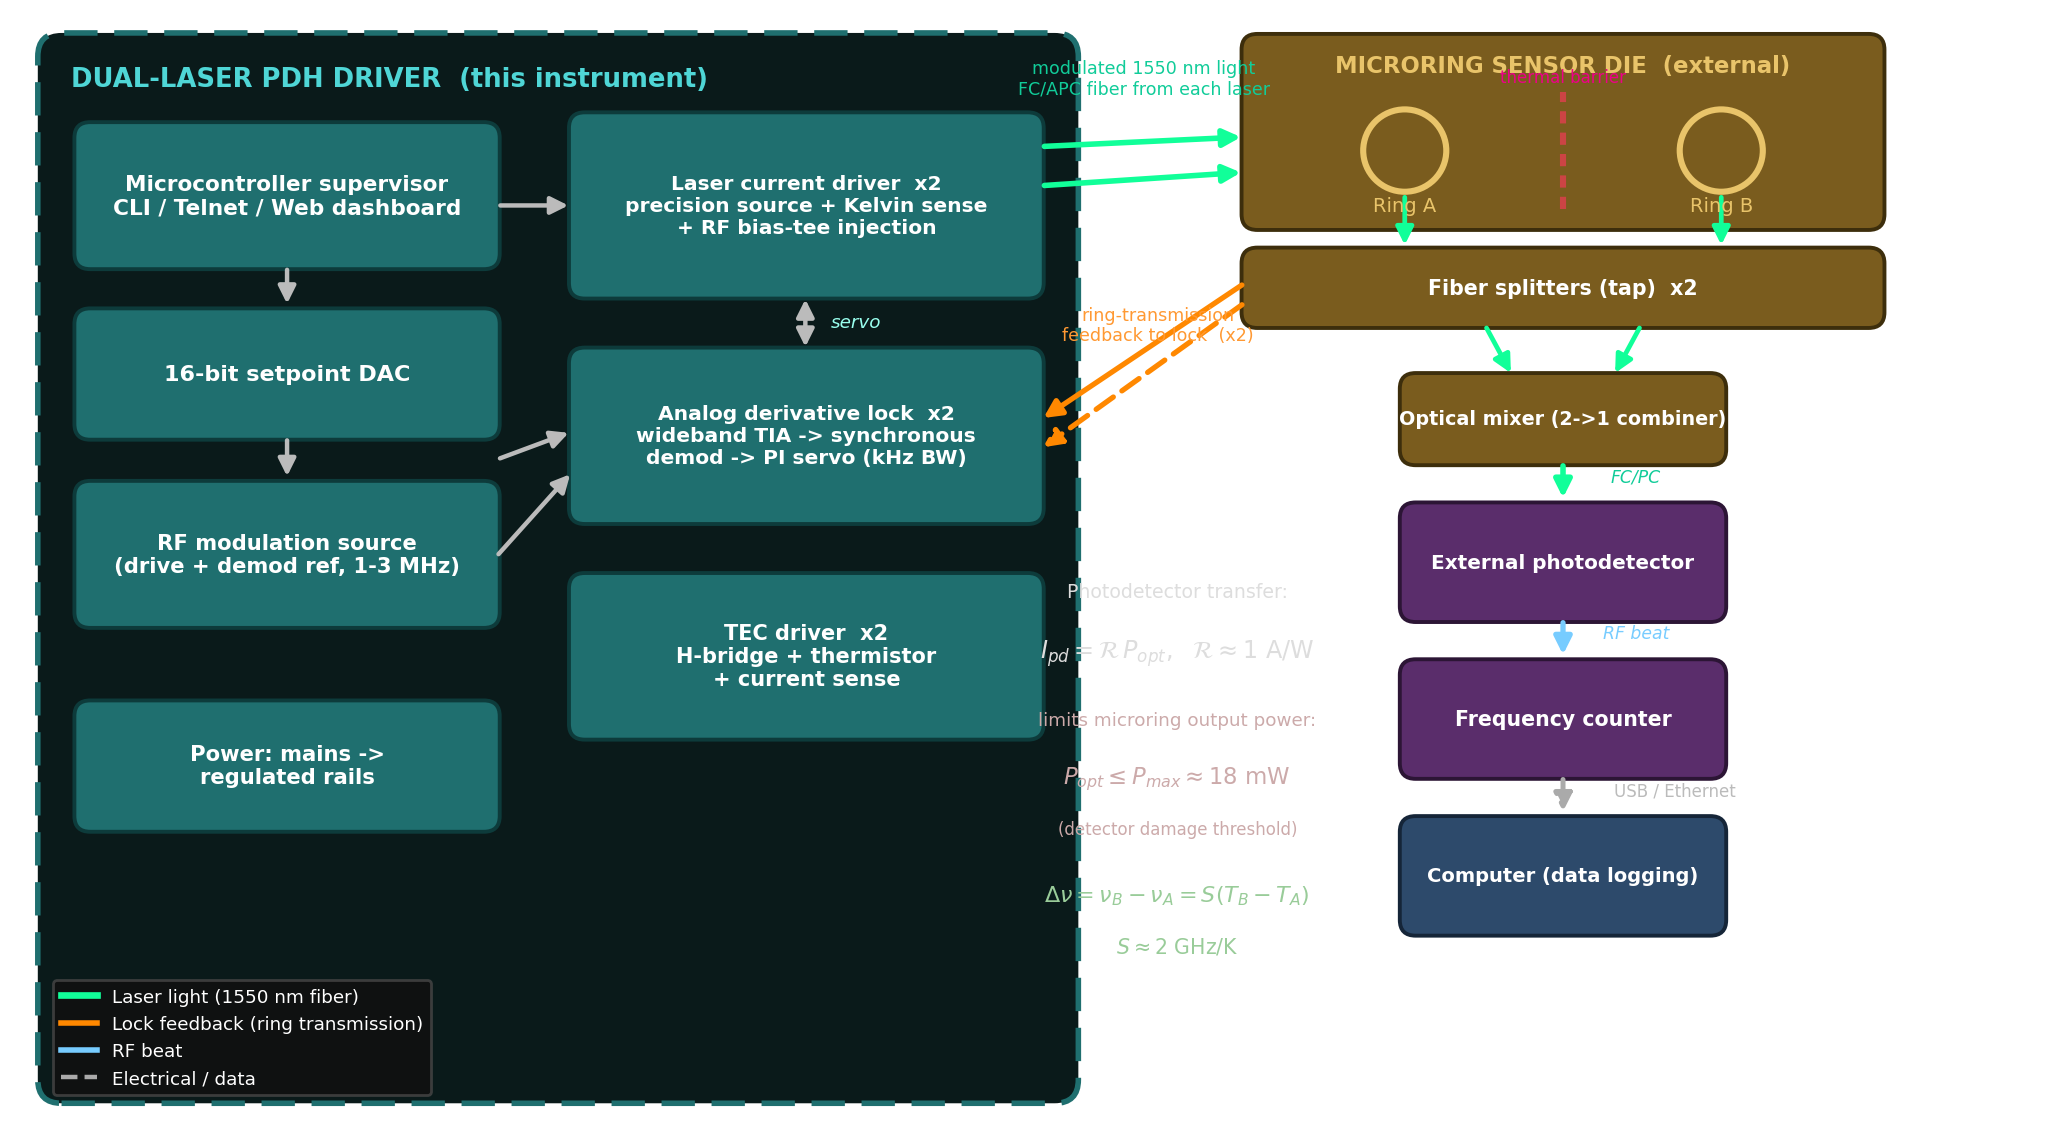 DUAL-LASER PDH DRIVER  (this instrument)
Microcontroller supervisor
CLI / Telnet / Web dashboard
16-bit setpoint DAC
RF modulation source
(drive + demod ref, 1-3 MHz)
Power: mains ->
regulated rails
Laser current driver  x2
precision source + Kelvin sense
+ RF bias-tee injection
servo
Analog derivative lock  x2
wideband TIA -> synchronous
demod -> PI servo (kHz BW)
TEC driver  x2
H-bridge + thermistor
+ current sense
modulated 1550 nm light
FC/APC fiber from each laser
ring-transmission
feedback to lock  (x2)
Photodetector transfer:
I_pd = ℛ P_opt,  ℛ ≈ 1 A/W
limits microring output power:
P_opt ≤ P_max ≈ 18 mW
(detector damage threshold)
Δν = ν_B − ν_A = S(T_B − T_A)
S ≈ 2 GHz/K
MICRORING SENSOR DIE  (external)
thermal barrier
Ring A
Ring B
Fiber splitters (tap)  x2
Optical mixer (2->1 combiner)
FC/PC
External photodetector
RF beat
Frequency counter
USB / Ethernet
Computer (data logging)
Laser light (1550 nm fiber)
Lock feedback (ring transmission)
RF beat
Electrical / data